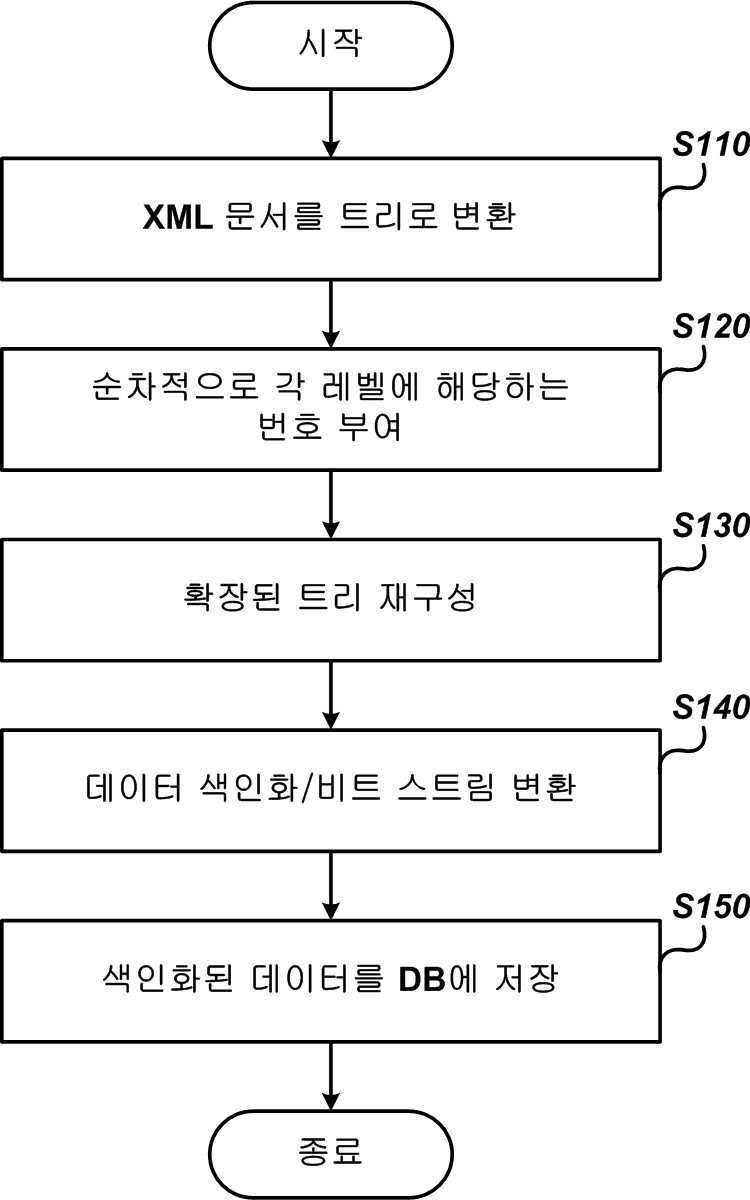 시작
S110
XML 문서를 트리로 변환
S120
순차적으로 각 레벨에 해당하는
번호 부여
S130
확장된 트리 재구성
S140
데이터 색인화/비트 스트림 변환
S150
색인화된 데이터를 DB에 저장
종료